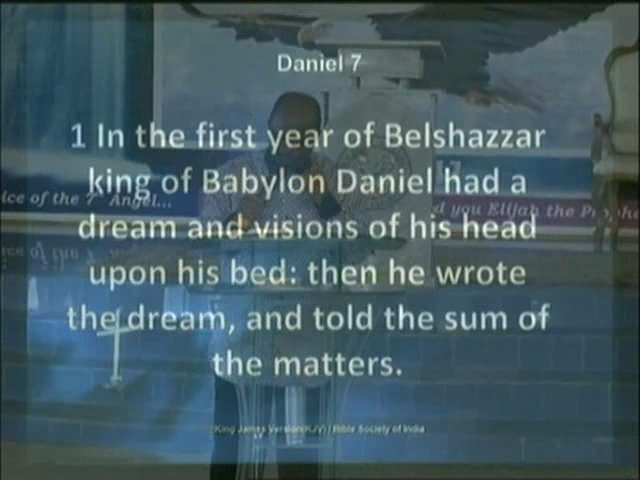 Daniel 7
1 In the first year of Belshazzar
king of Babylon Daniel had a
dream and visions of his head
upon his bed: then he wrote
the dream, and told the sum of
the matters.
ice of the 7th Angel...
d you Elijah the P
King James Version(KJV) / Bible Society of India